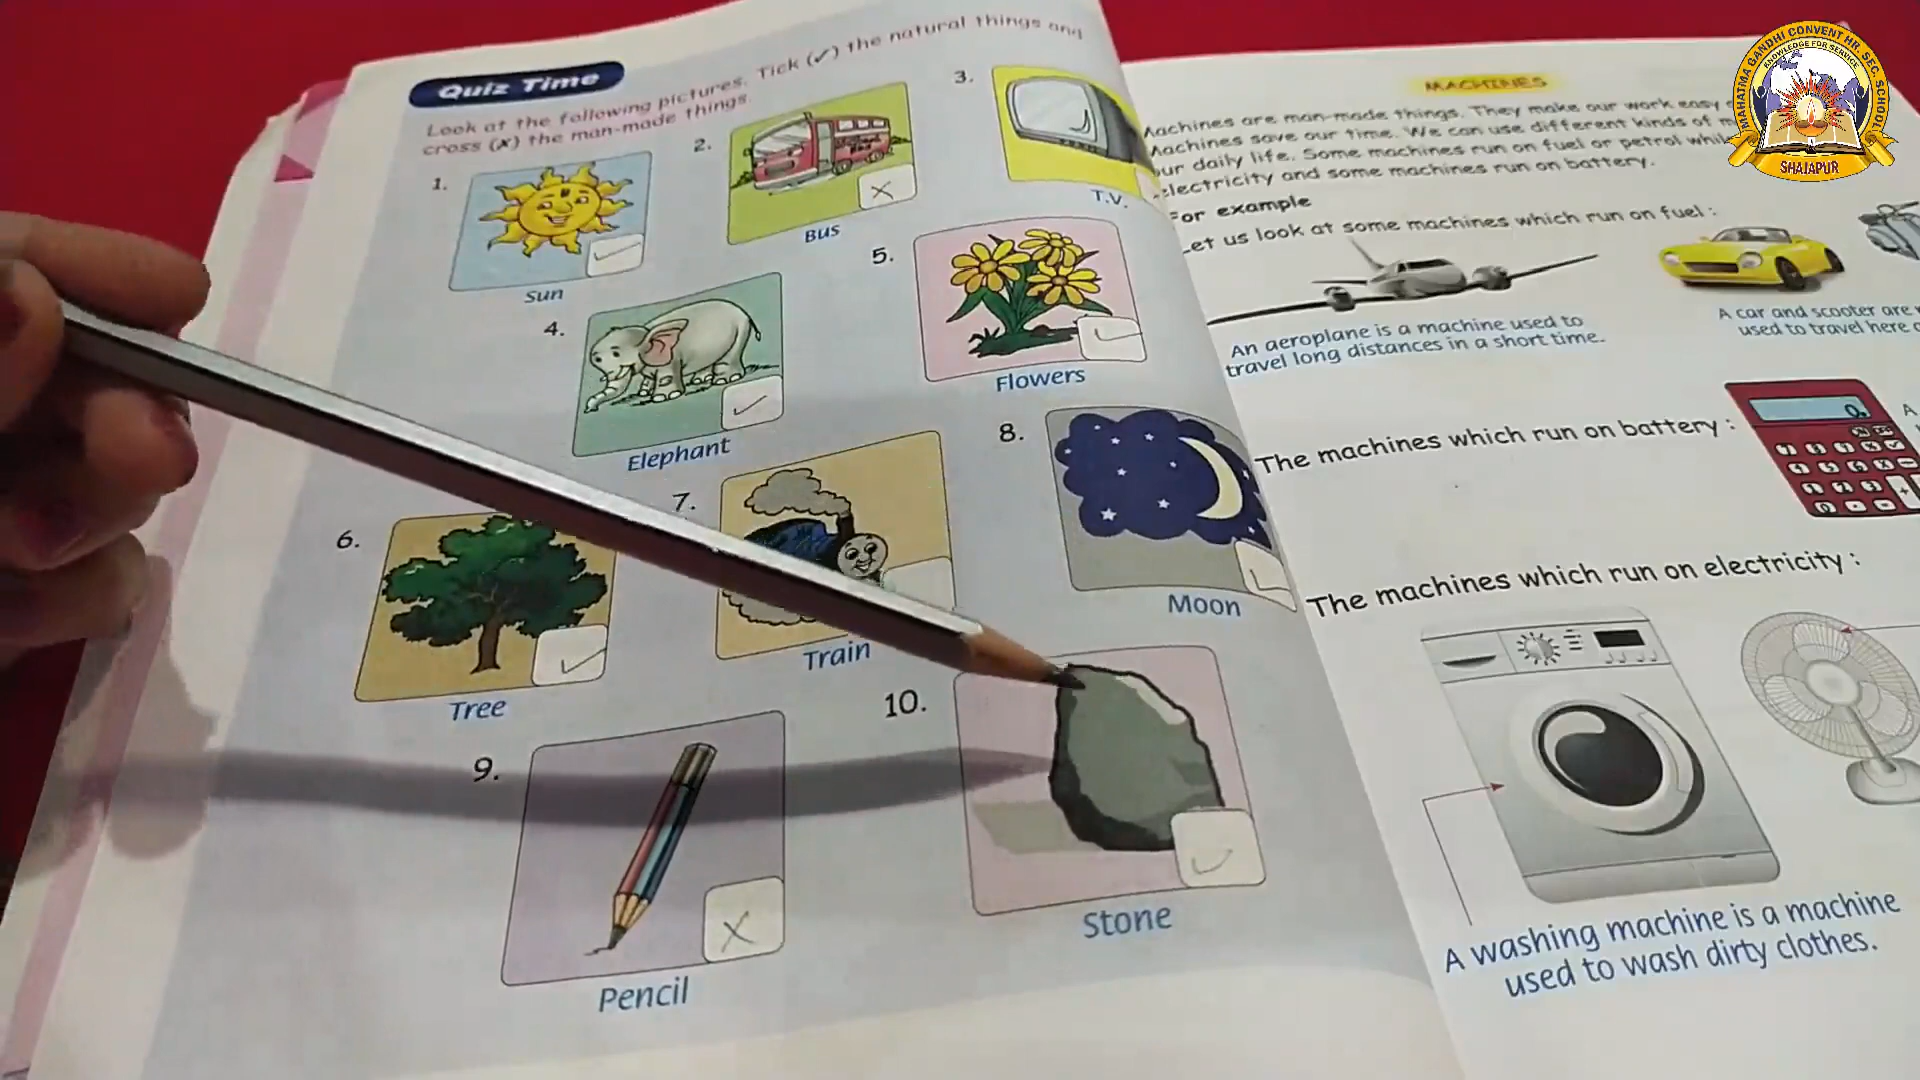 Quiz Time
Look at the following pictures. Tick (✓) the natural things and
cross (✗) the man-made things.
1.
Sun
2.
Bus
3.
T.V.
4.
Elephant
5.
Flowers
6.
Tree
7.
Train
8.
Moon
9.
Pencil
10.
Stone
MACHINES
Machines are man-made things. They make our work easy
Machines save our time. We can use different kinds of
our daily life. Some machines run on fuel or petrol
electricity and some machines run on battery.
For example
Let us look at some machines which run on fuel :
An aeroplane is a machine used to
travel long distances in a short time.
A car and scooter are
used to travel here
The machines which run on battery :
The machines which run on electricity :
A washing machine is a machine
used to wash dirty clothes.
MAHATMA GANDHI CONVENT HR. SEC. SCHOOL
KNOWLEDGE FOR SERVICE
SHAJAPUR